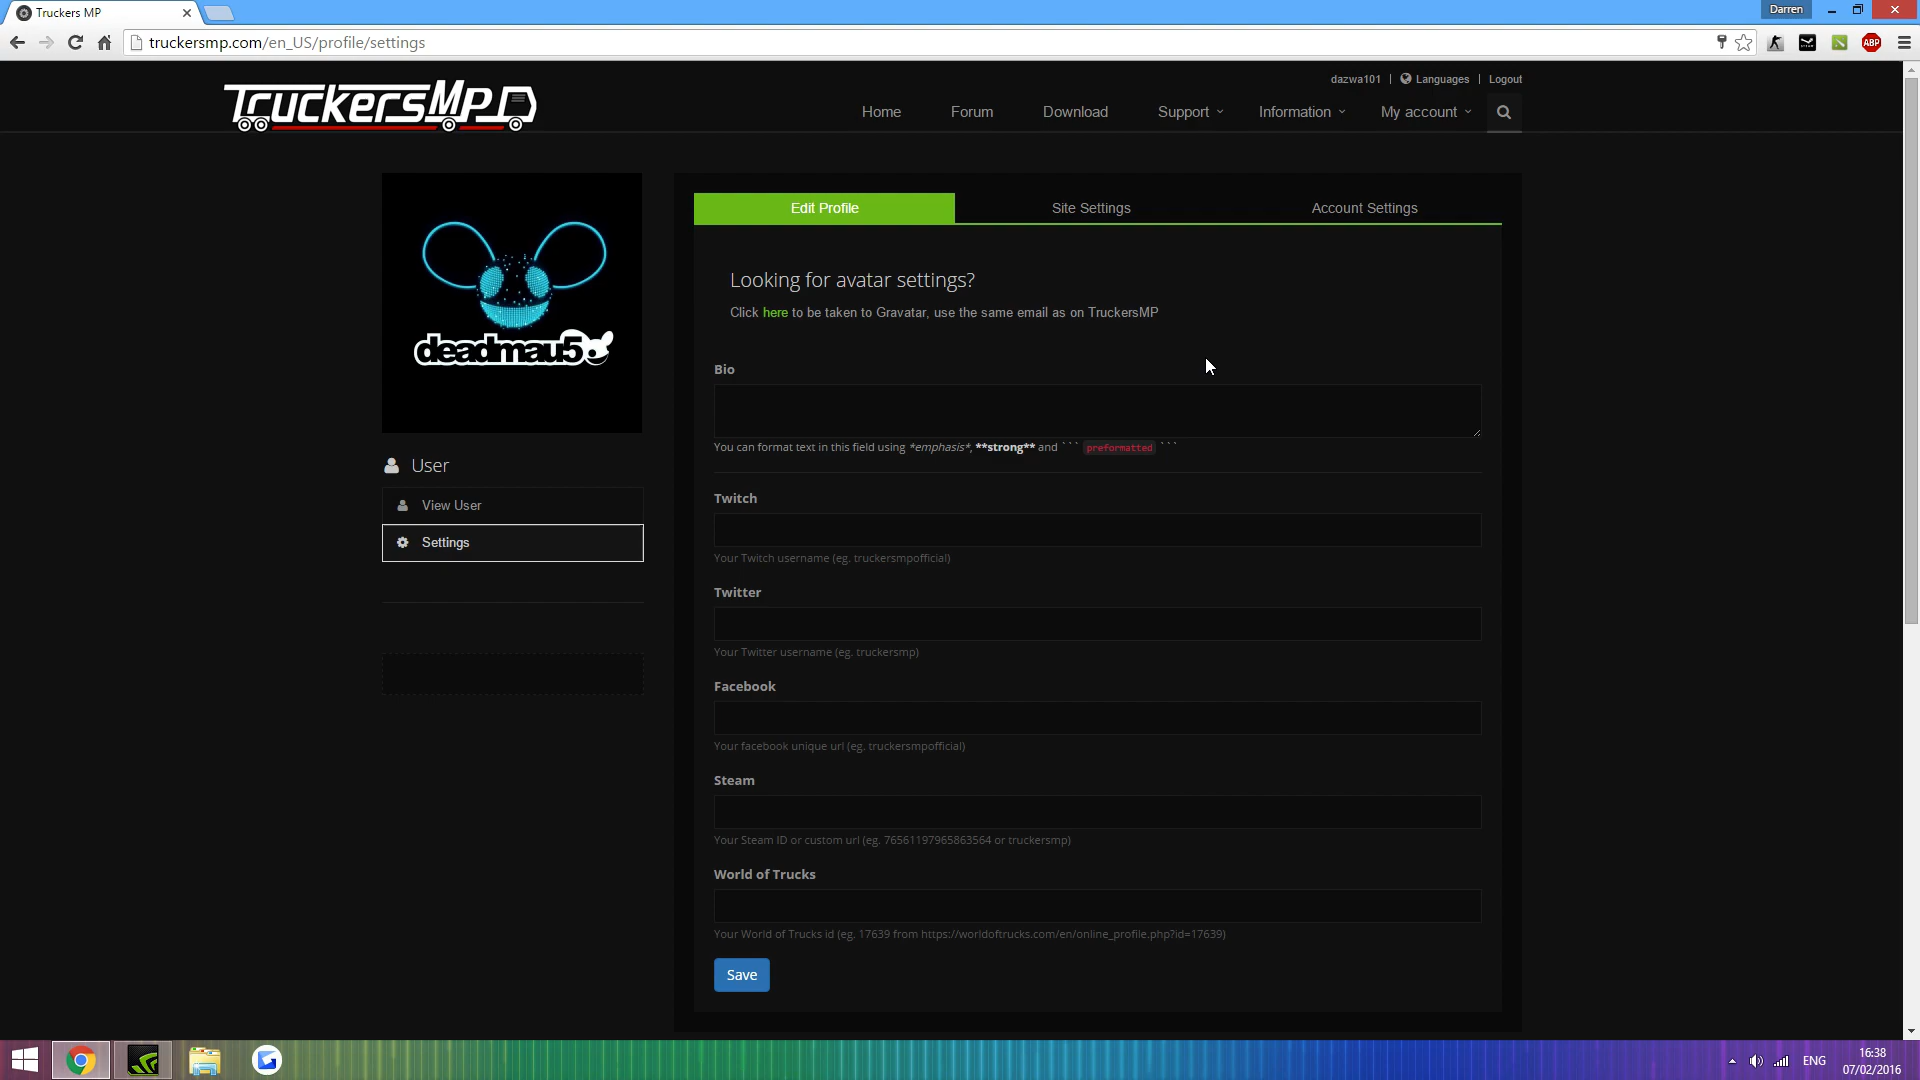 Truckers MP
Darren
truckersmp.com/en_US/profile/settings
ABP
TruckersMP
dazwa101 | Languages | Logout
Home Forum Download Support Information My account
deadmau5
User
View User
Settings
Edit Profile Site Settings Account Settings
Looking for avatar settings?
Click here to be taken to Gravatar, use the same email as on TruckersMP
Bio
You can format text in this field using *emphasis*, **strong** and ``` preformatted ```
Twitch
Your Twitch username (eg. truckersmpofficial)
Twitter
Your Twitter username (eg. truckersmp)
Facebook
Your facebook unique url (eg. truckersmpofficial)
Steam
Your Steam ID or custom url (eg. 76561197965863564 or truckersmp)
World of Trucks
Your World of Trucks id (eg. 17639 from https://worldoftrucks.com/en/online_profile.php?id=17639)
Save
ENG
16:38
07/02/2016